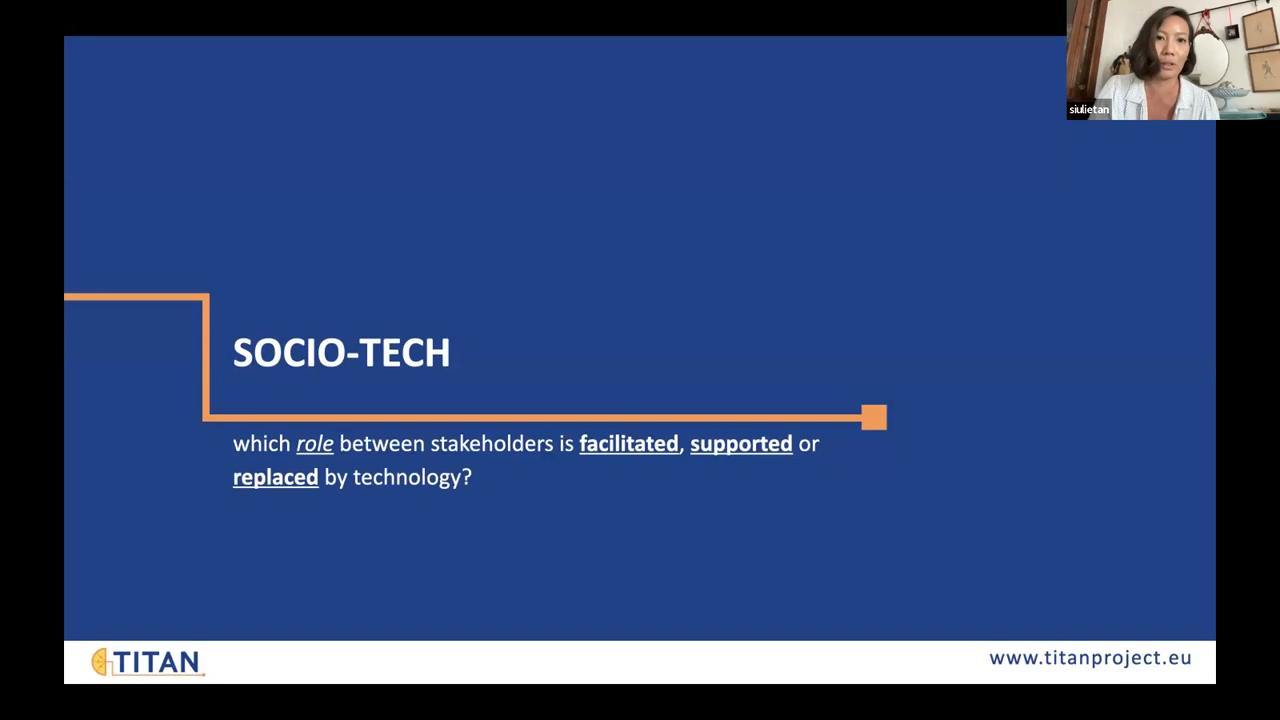 siulietan
SOCIO-TECH
which role between stakeholders is facilitated, supported or
replaced by technology?
TITAN
www.titanproject.eu